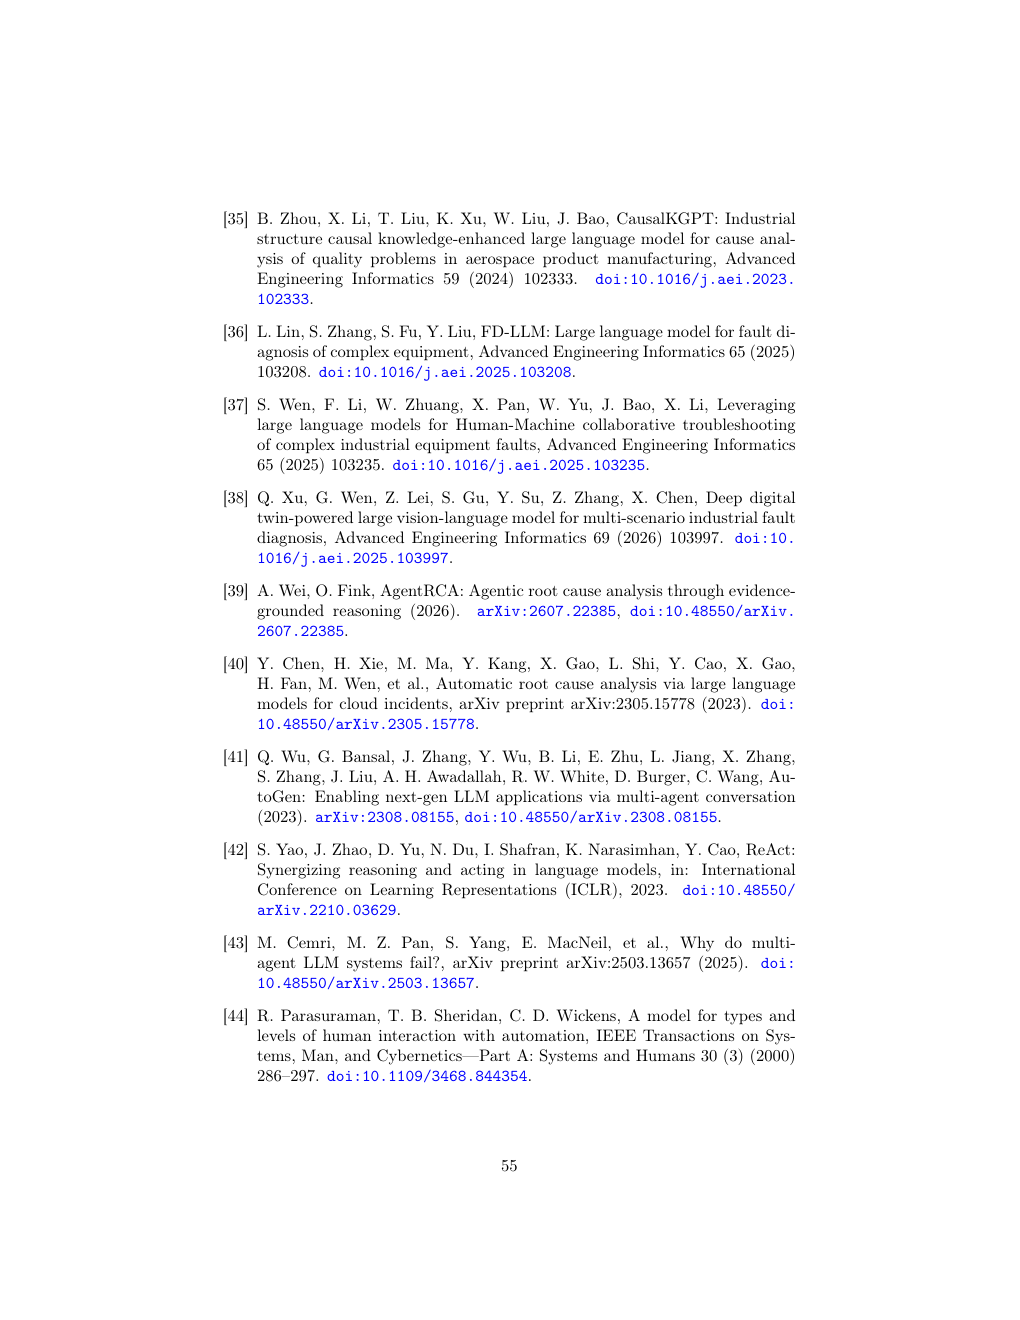 [35] B. Zhou, X. Li, T. Liu, K. Xu, W. Liu, J. Bao, CausalKGPT: Industrial
structure causal knowledge-enhanced large language model for cause anal-
ysis of quality problems in aerospace product manufacturing, Advanced
Engineering Informatics 59 (2024) 102333. doi:10.1016/j.aei.2023.
102333.
[36] L. Lin, S. Zhang, S. Fu, Y. Liu, FD-LLM: Large language model for fault di-
agnosis of complex equipment, Advanced Engineering Informatics 65 (2025)
103208. doi:10.1016/j.aei.2025.103208.
[37] S. Wen, F. Li, W. Zhuang, X. Pan, W. Yu, J. Bao, X. Li, Leveraging
large language models for Human-Machine collaborative troubleshooting
of complex industrial equipment faults, Advanced Engineering Informatics
65 (2025) 103235. doi:10.1016/j.aei.2025.103235.
[38] Q. Xu, G. Wen, Z. Lei, S. Gu, Y. Su, Z. Zhang, X. Chen, Deep digital
twin-powered large vision-language model for multi-scenario industrial fault
diagnosis, Advanced Engineering Informatics 69 (2026) 103997. doi:10.
1016/j.aei.2025.103997.
[39] A. Wei, O. Fink, AgentRCA: Agentic root cause analysis through evidence-
grounded reasoning (2026). arXiv:2607.22385, doi:10.48550/arXiv.
2607.22385.
[40] Y. Chen, H. Xie, M. Ma, Y. Kang, X. Gao, L. Shi, Y. Cao, X. Gao,
H. Fan, M. Wen, et al., Automatic root cause analysis via large language
models for cloud incidents, arXiv preprint arXiv:2305.15778 (2023). doi:
10.48550/arXiv.2305.15778.
[41] Q. Wu, G. Bansal, J. Zhang, Y. Wu, B. Li, E. Zhu, L. Jiang, X. Zhang,
S. Zhang, J. Liu, A. H. Awadallah, R. W. White, D. Burger, C. Wang, Au-
toGen: Enabling next-gen LLM applications via multi-agent conversation
(2023). arXiv:2308.08155, doi:10.48550/arXiv.2308.08155.
[42] S. Yao, J. Zhao, D. Yu, N. Du, I. Shafran, K. Narasimhan, Y. Cao, ReAct:
Synergizing reasoning and acting in language models, in: International
Conference on Learning Representations (ICLR), 2023. doi:10.48550/
arXiv.2210.03629.
[43] M. Cemri, M. Z. Pan, S. Yang, E. MacNeil, et al., Why do multi-
agent LLM systems fail?, arXiv preprint arXiv:2503.13657 (2025). doi:
10.48550/arXiv.2503.13657.
[44] R. Parasuraman, T. B. Sheridan, C. D. Wickens, A model for types and
levels of human interaction with automation, IEEE Transactions on Sys-
tems, Man, and Cybernetics—Part A: Systems and Humans 30 (3) (2000)
286–297. doi:10.1109/3468.844354.
55